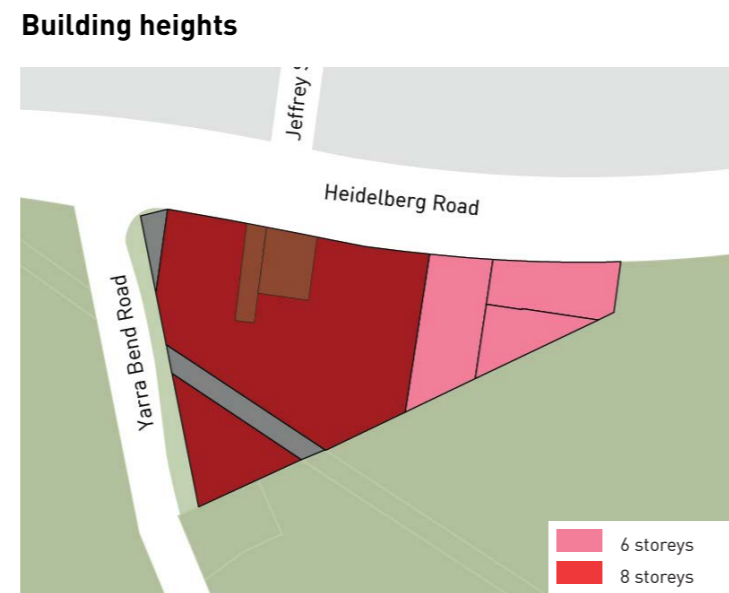 Building heights
Jeffrey S
Heidelberg Road
Yarra Bend Road
6 storeys
8 storeys